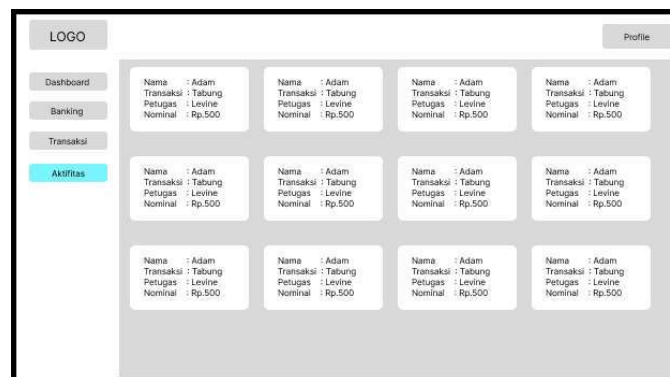 LOGO
Profile
Dashboard
Banking
Transaksi
Aktifitas
Nama : Adam
Transaksi : Tabung
Petugas : Levine
Nominal : Rp.500
Nama : Adam
Transaksi : Tabung
Petugas : Levine
Nominal : Rp.500
Nama : Adam
Transaksi : Tabung
Petugas : Levine
Nominal : Rp.500
Nama : Adam
Transaksi : Tabung
Petugas : Levine
Nominal : Rp.500
Nama : Adam
Transaksi : Tabung
Petugas : Levine
Nominal : Rp.500
Nama : Adam
Transaksi : Tabung
Petugas : Levine
Nominal : Rp.500
Nama : Adam
Transaksi : Tabung
Petugas : Levine
Nominal : Rp.500
Nama : Adam
Transaksi : Tabung
Petugas : Levine
Nominal : Rp.500
Nama : Adam
Transaksi : Tabung
Petugas : Levine
Nominal : Rp.500
Nama : Adam
Transaksi : Tabung
Petugas : Levine
Nominal : Rp.500
Nama : Adam
Transaksi : Tabung
Petugas : Levine
Nominal : Rp.500
Nama : Adam
Transaksi : Tabung
Petugas : Levine
Nominal : Rp.500